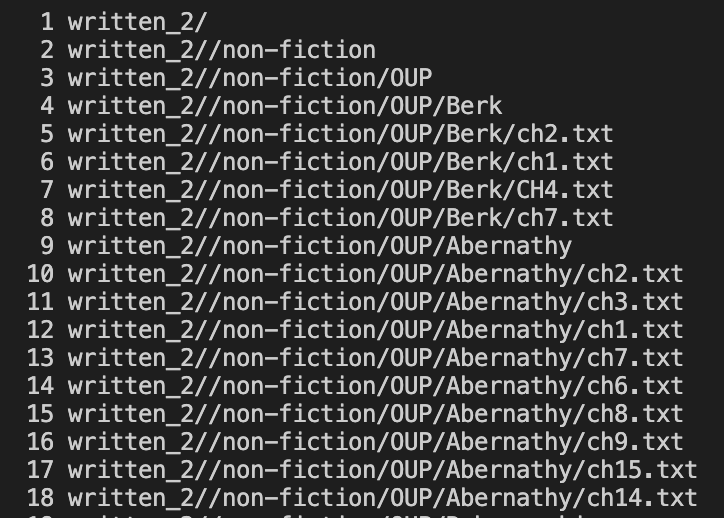 1 written_2/
2 written_2//non-fiction
3 written_2//non-fiction/OUP
4 written_2//non-fiction/OUP/Berk
5 written_2//non-fiction/OUP/Berk/ch2.txt
6 written_2//non-fiction/OUP/Berk/ch1.txt
7 written_2//non-fiction/OUP/Berk/CH4.txt
8 written_2//non-fiction/OUP/Berk/ch7.txt
9 written_2//non-fiction/OUP/Abernathy
10 written_2//non-fiction/OUP/Abernathy/ch2.txt
11 written_2//non-fiction/OUP/Abernathy/ch3.txt
12 written_2//non-fiction/OUP/Abernathy/ch1.txt
13 written_2//non-fiction/OUP/Abernathy/ch7.txt
14 written_2//non-fiction/OUP/Abernathy/ch6.txt
15 written_2//non-fiction/OUP/Abernathy/ch8.txt
16 written_2//non-fiction/OUP/Abernathy/ch9.txt
17 written_2//non-fiction/OUP/Abernathy/ch15.txt
18 written_2//non-fiction/OUP/Abernathy/ch14.txt